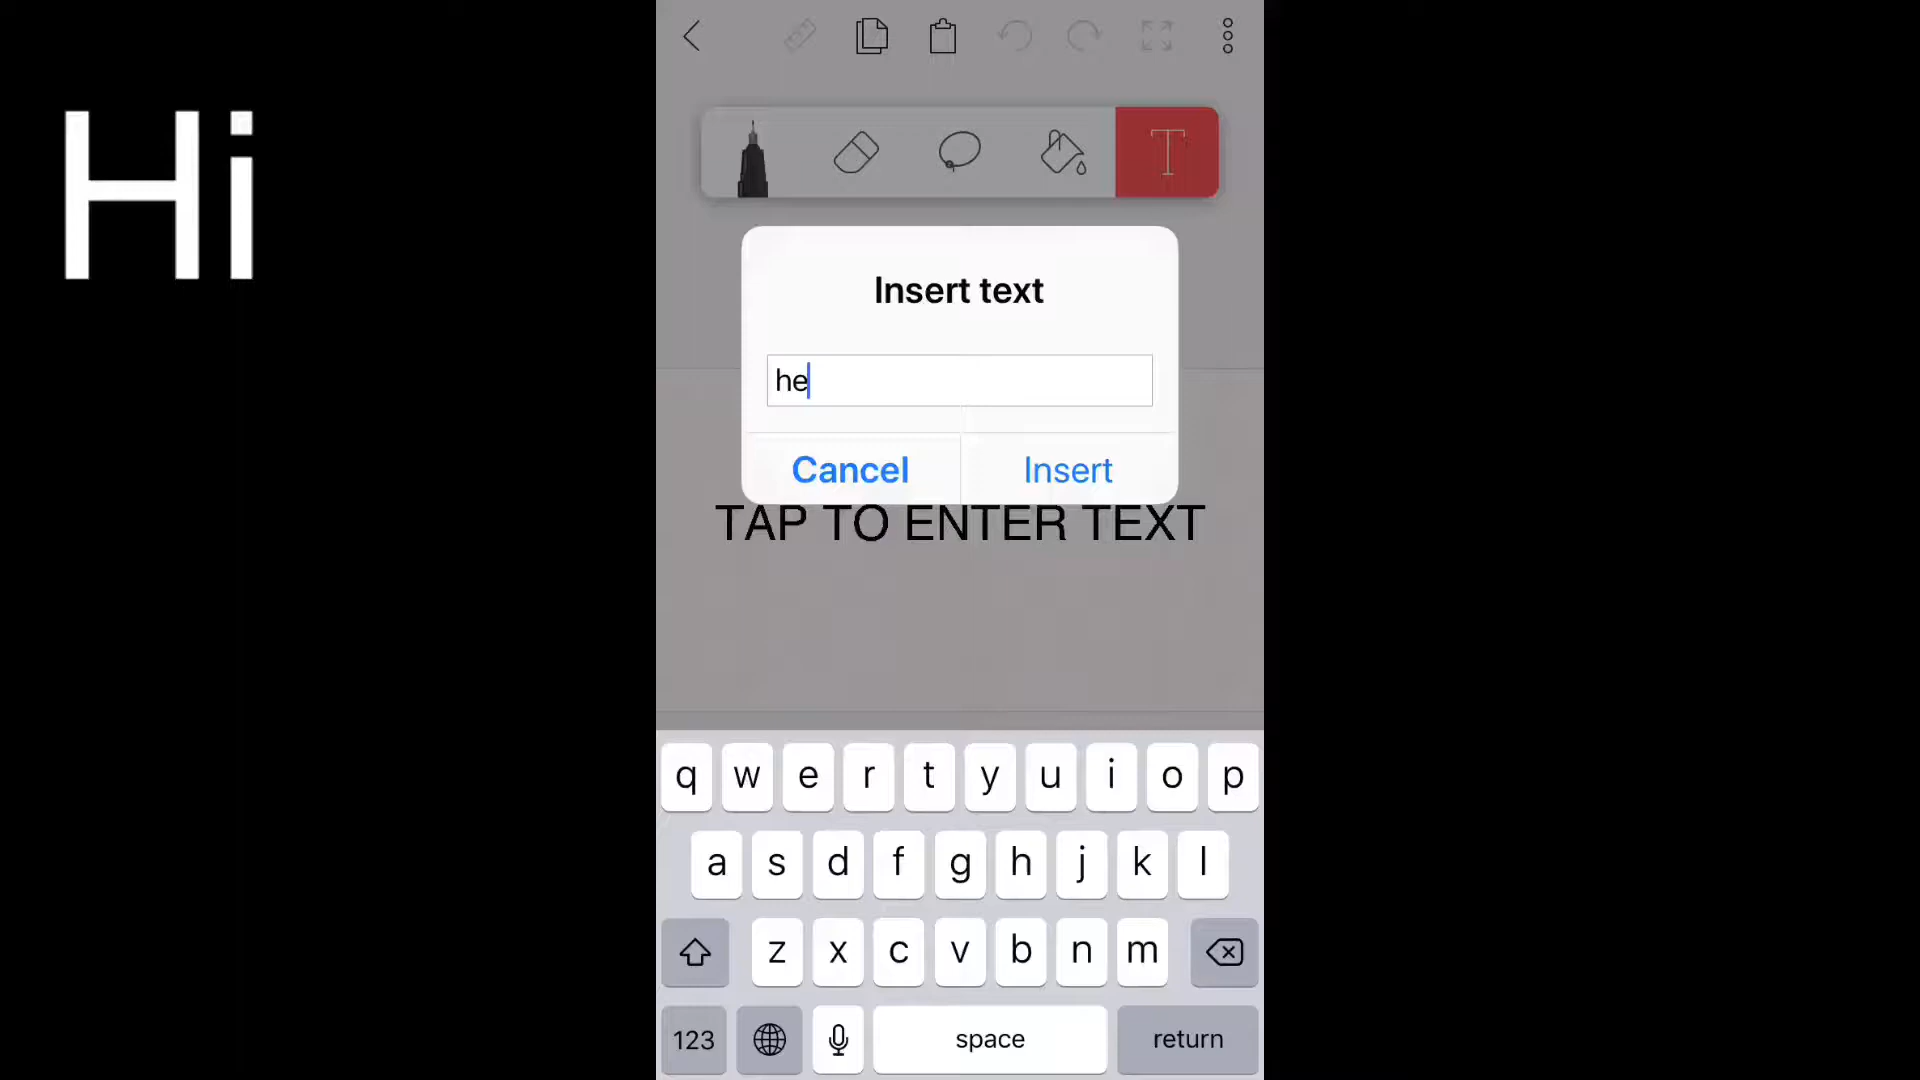 Hi
T
Insert text
he
Cancel Insert
TAP TO ENTER TEXT
q w e r t y u i o p
a s d f g h j k l
z x c v b n m
123 space return